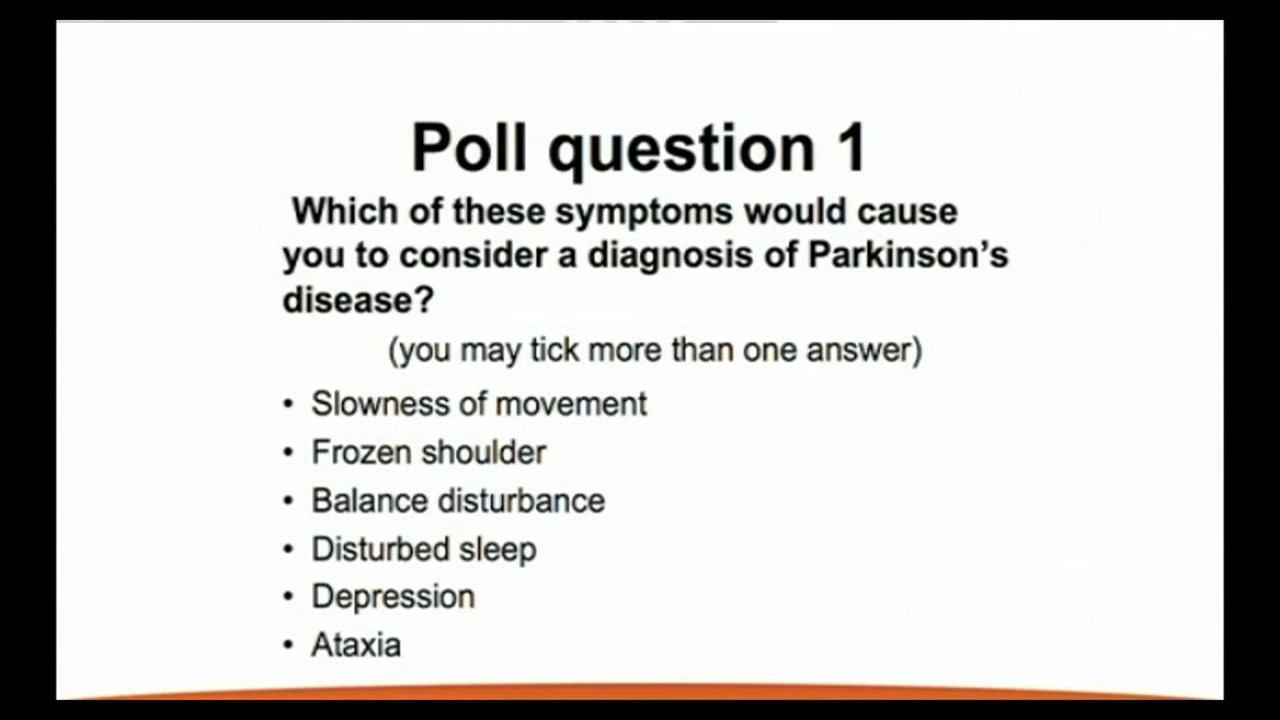 Poll question 1
Which of these symptoms would cause
you to consider a diagnosis of Parkinson’s
disease?
(you may tick more than one answer)
• Slowness of movement
• Frozen shoulder
• Balance disturbance
• Disturbed sleep
• Depression
• Ataxia